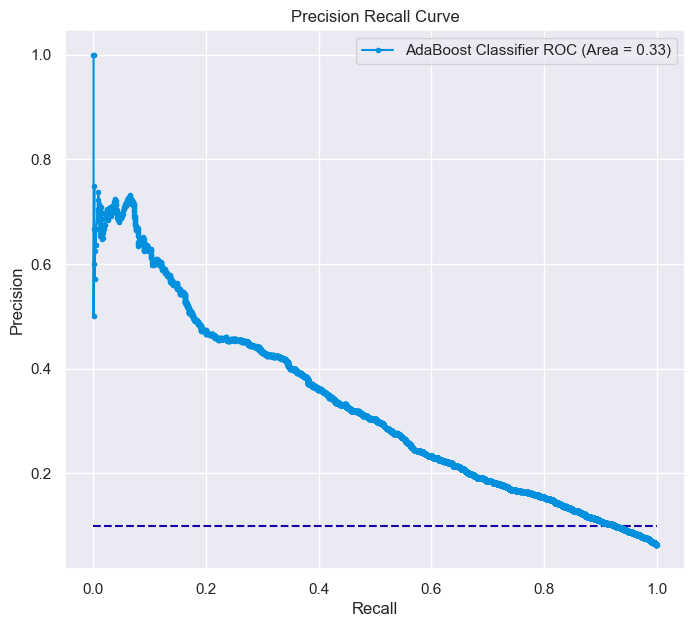 Precision Recall Curve
AdaBoost Classifier ROC (Area = 0.33)
1.0
0.8
0.6
0.4
0.2
Precision
0.0 0.2 0.4 0.6 0.8 1.0
Recall